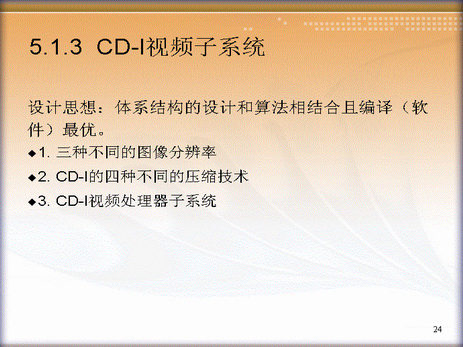 5.1.3 CD-I视频子系统
设计思想：体系结构的设计和算法相结合且编译（软
件）最优。
◆1. 三种不同的图像分辨率
◆2. CD-I的四种不同的压缩技术
◆3. CD-I视频处理器子系统
24